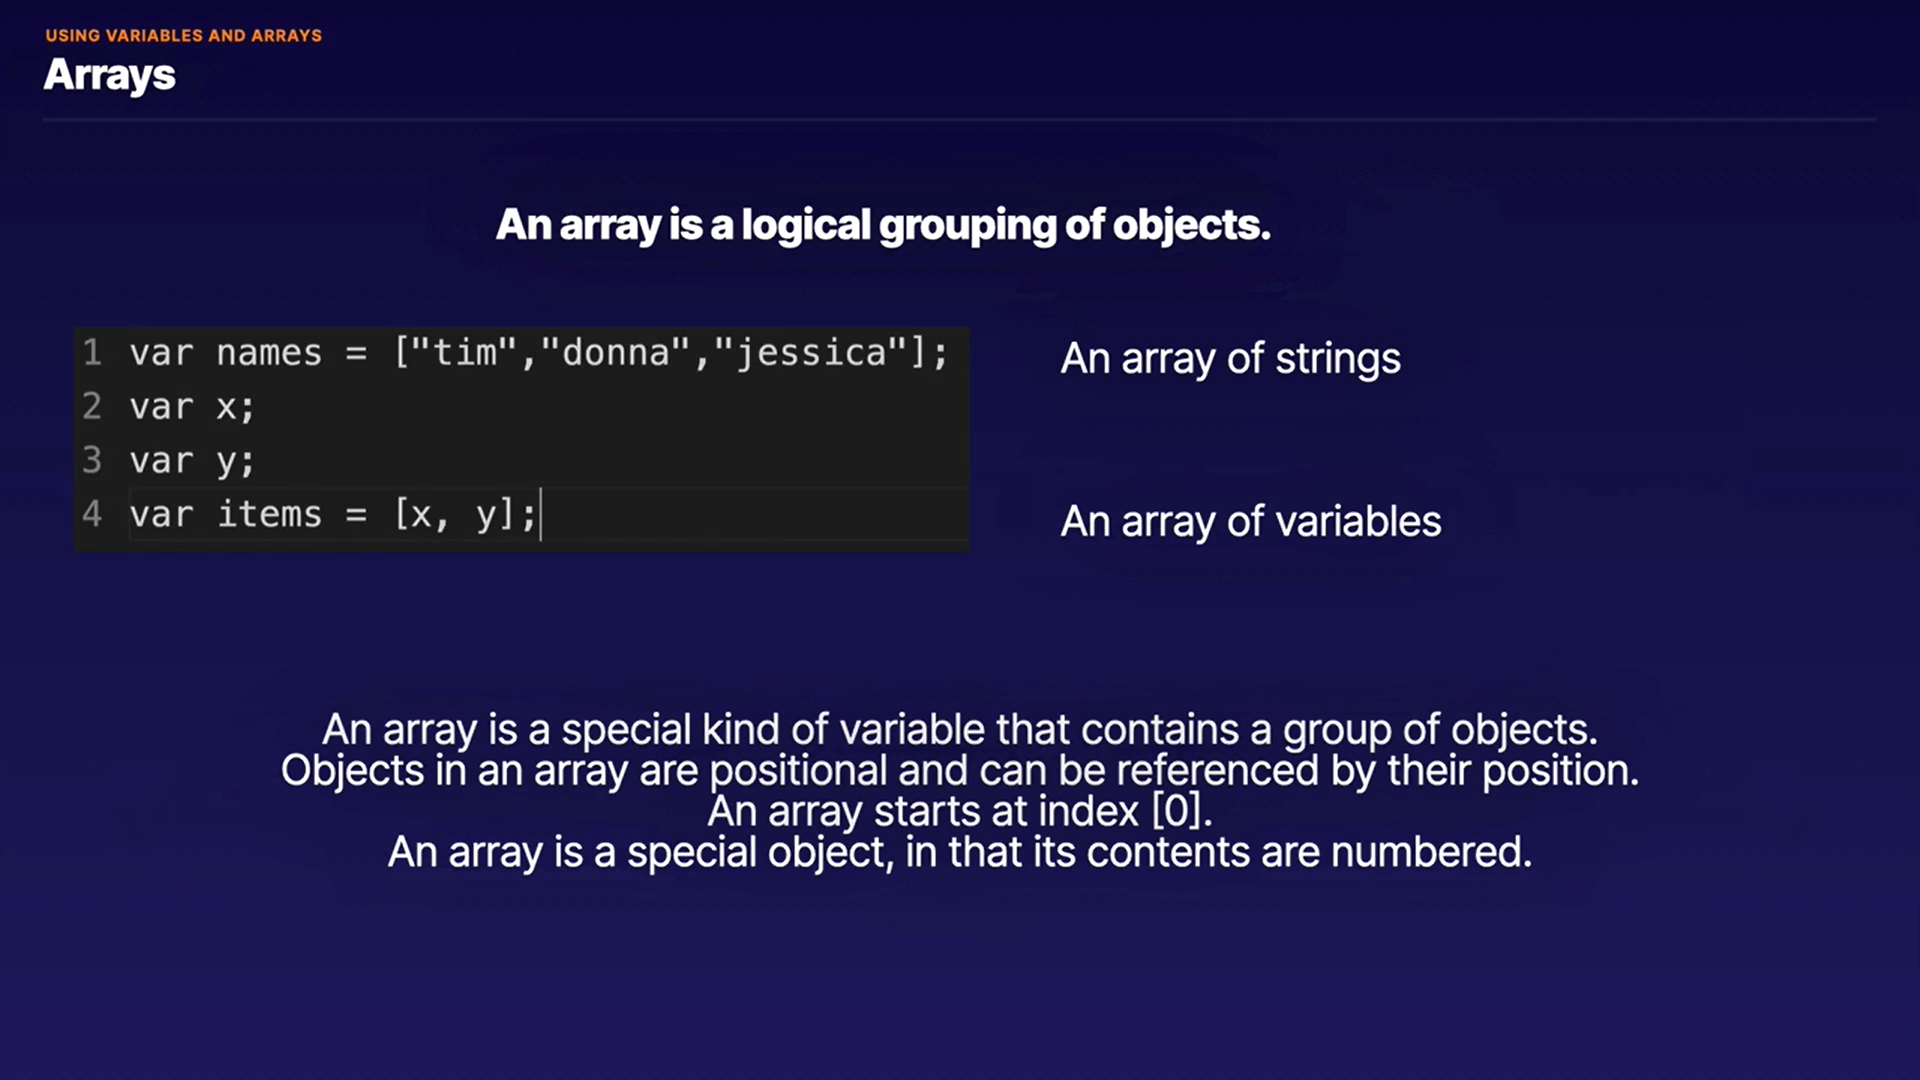 USING VARIABLES AND ARRAYS
Arrays
An array is a logical grouping of objects.
1 var names = ["tim","donna","jessica"];
An array of strings
2 var x;
3 var y;
4 var items = [x, y];
An array of variables
An array is a special kind of variable that contains a group of objects.
Objects in an array are positional and can be referenced by their position.
An array starts at index [0].
An array is a special object, in that its contents are numbered.